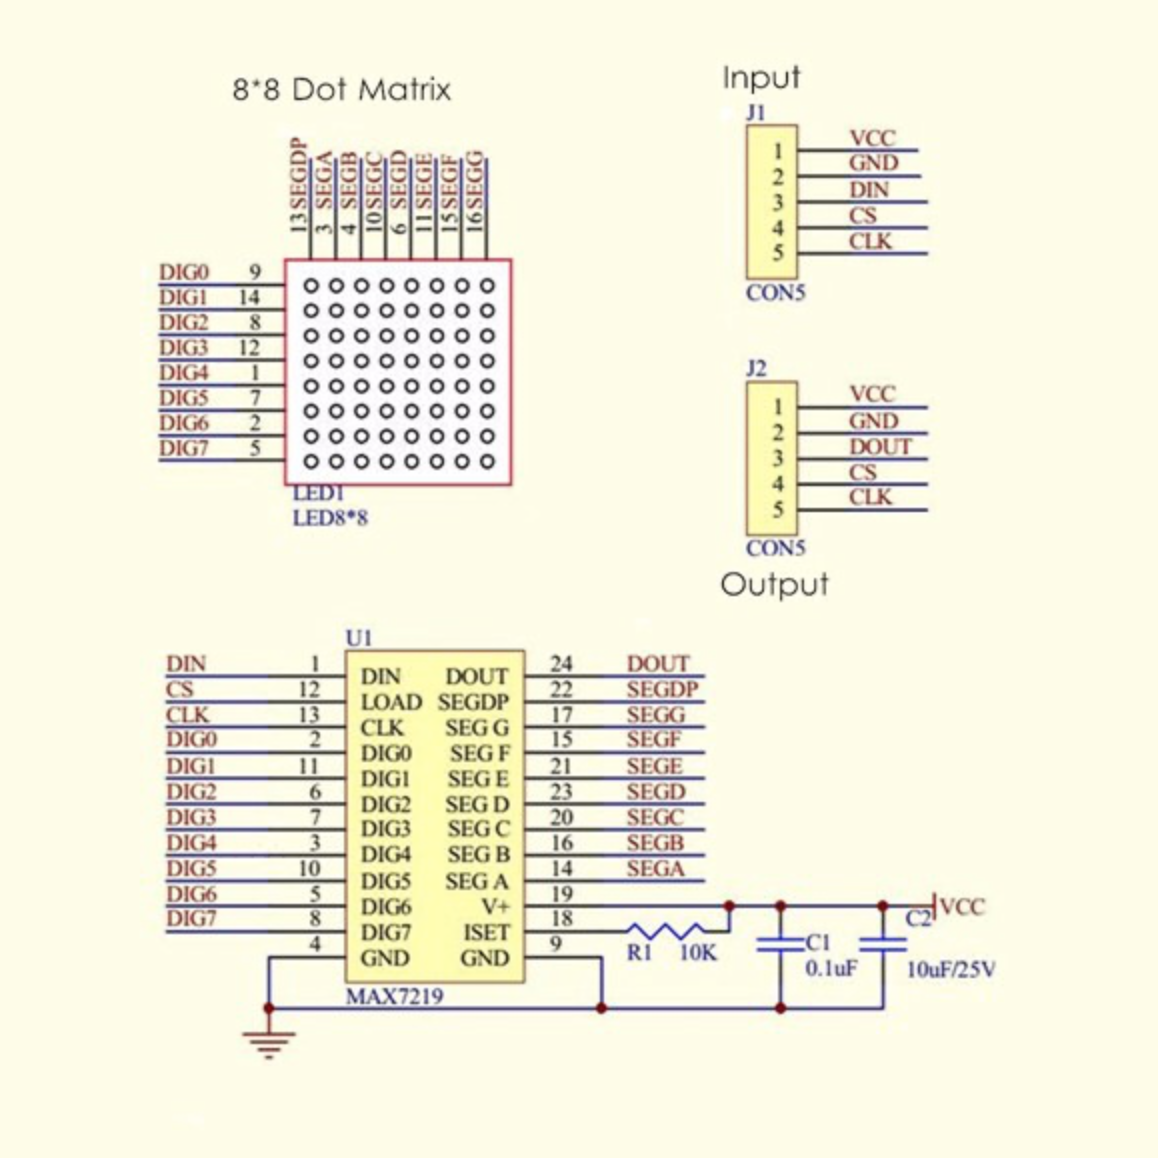 8*8 Dot Matrix
13 SEGDP
3 SEGA
4 SEGB
10 SEGC
6 SEGD
11 SEGE
15 SEGF
16 SEGG
DIG0 9
DIG1 14
DIG2 8
DIG3 12
DIG4 1
DIG5 7
DIG6 2
DIG7 5
LED1
LED8*8
Input
J1
1 VCC
2 GND
3 DIN
4 CS
5 CLK
CON5
J2
1 VCC
2 GND
3 DOUT
4 CS
5 CLK
CON5
Output
U1
DIN 1 DIN DOUT 24 DOUT
CS 12 LOAD SEGDP 22 SEGDP
CLK 13 CLK SEG G 17 SEGG
DIG0 2 DIG0 SEG F 15 SEGF
DIG1 11 DIG1 SEG E 21 SEGE
DIG2 6 DIG2 SEG D 23 SEGD
DIG3 7 DIG3 SEG C 20 SEGC
DIG4 3 DIG4 SEG B 16 SEGB
DIG5 10 DIG5 SEG A 14 SEGA
DIG6 5 DIG6 V+ 19
DIG7 8 DIG7 ISET 18
4 GND GND 9
MAX7219
R1 10K
C1
0.1uF
C2
10uF/25V
VCC